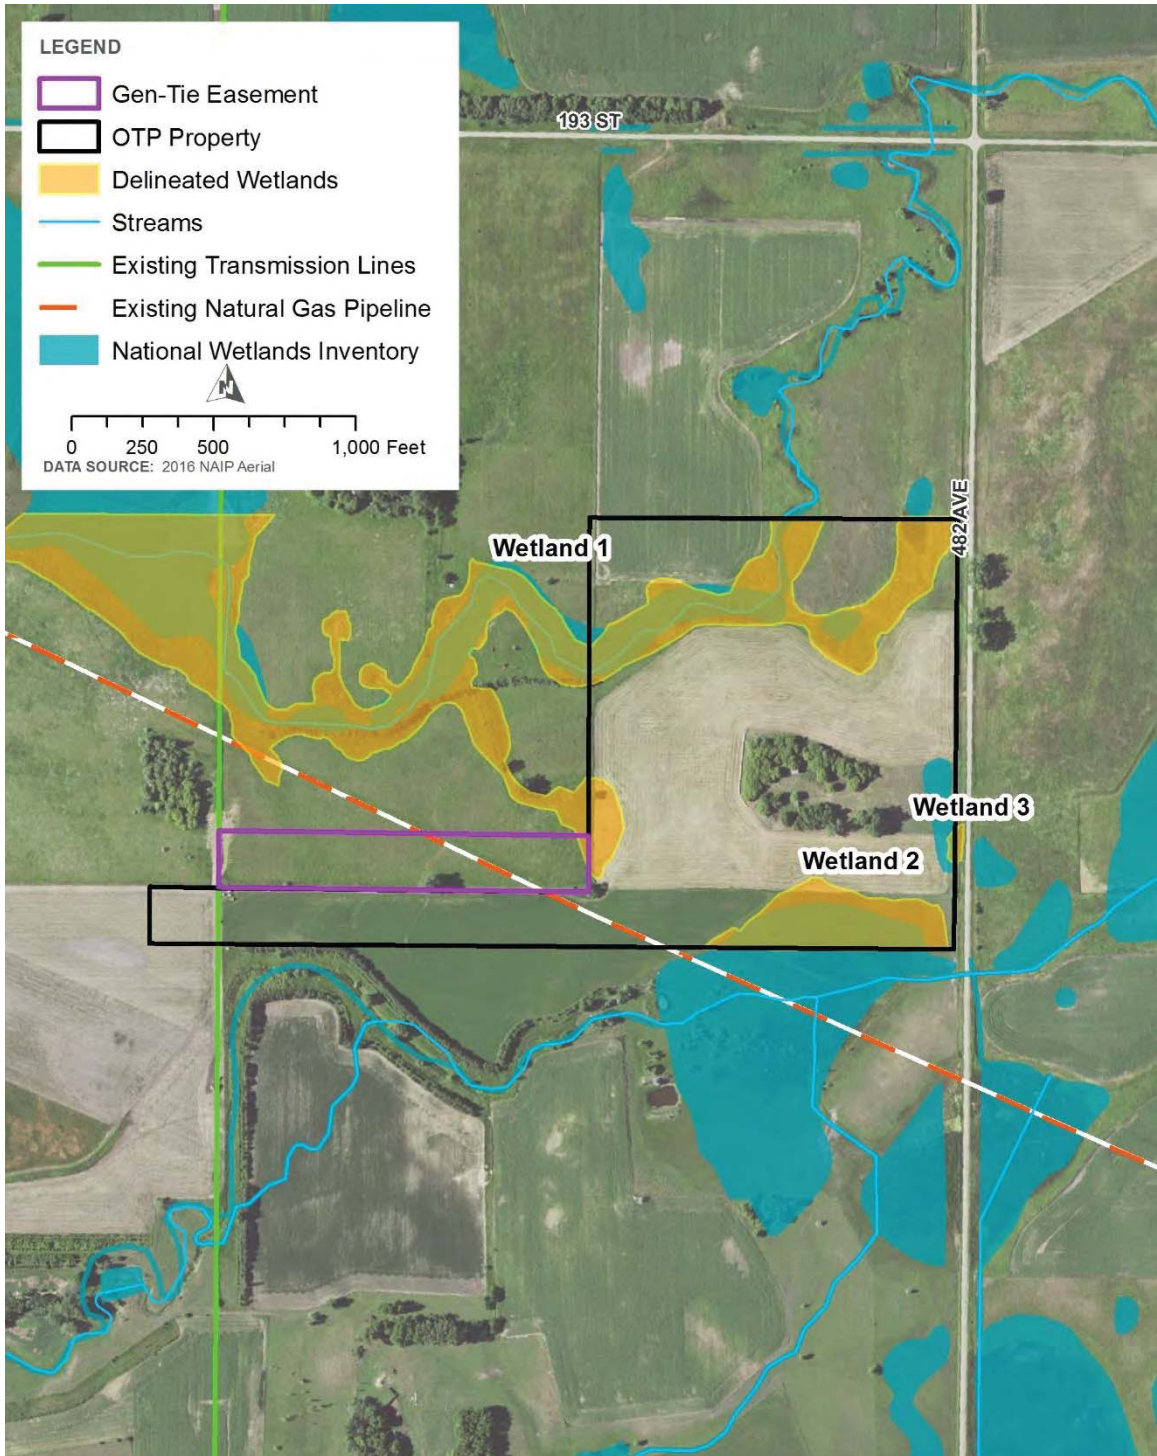 LEGEND
Gen-Tie Easement
OTP Property
Delineated Wetlands
Streams
Existing Transmission Lines
Existing Natural Gas Pipeline
National Wetlands Inventory
N
0 250 500 1,000 Feet
DATA SOURCE: 2016 NAIP Aerial
193 ST
482 AVE
Wetland 1
Wetland 3
Wetland 2